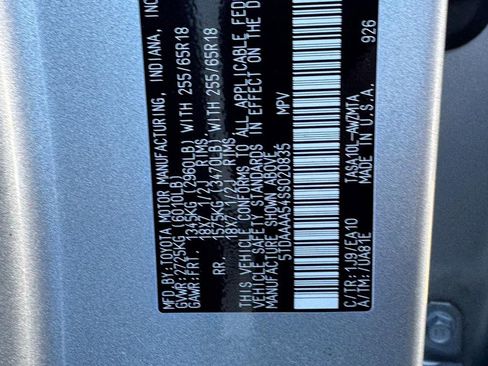 MFD.BY:TOYOTA MOTOR MANUFACTURING, INDIANA, INC
GVWR:2725KG (6010LB)
GAWR:FRT. 1345KG (2960LB) WITH 255/65R18
18X7 1/2J RIMS
RR. 1575KG (3470LB) WITH 255/65R18
18X7 1/2J RIMS
THIS VEHICLE CONFORMS TO ALL APPLICABLE FED
SAFETY STANDARDS IN EFFECT ON THE
MANUFACTURE SHOWN ABOVE.
5TDAAAA54SS020835 MPV
C/TR:1J9/EA10 TASA10L-AWZMTA
A/TM: /UA81E MADE IN U.S.A. 926